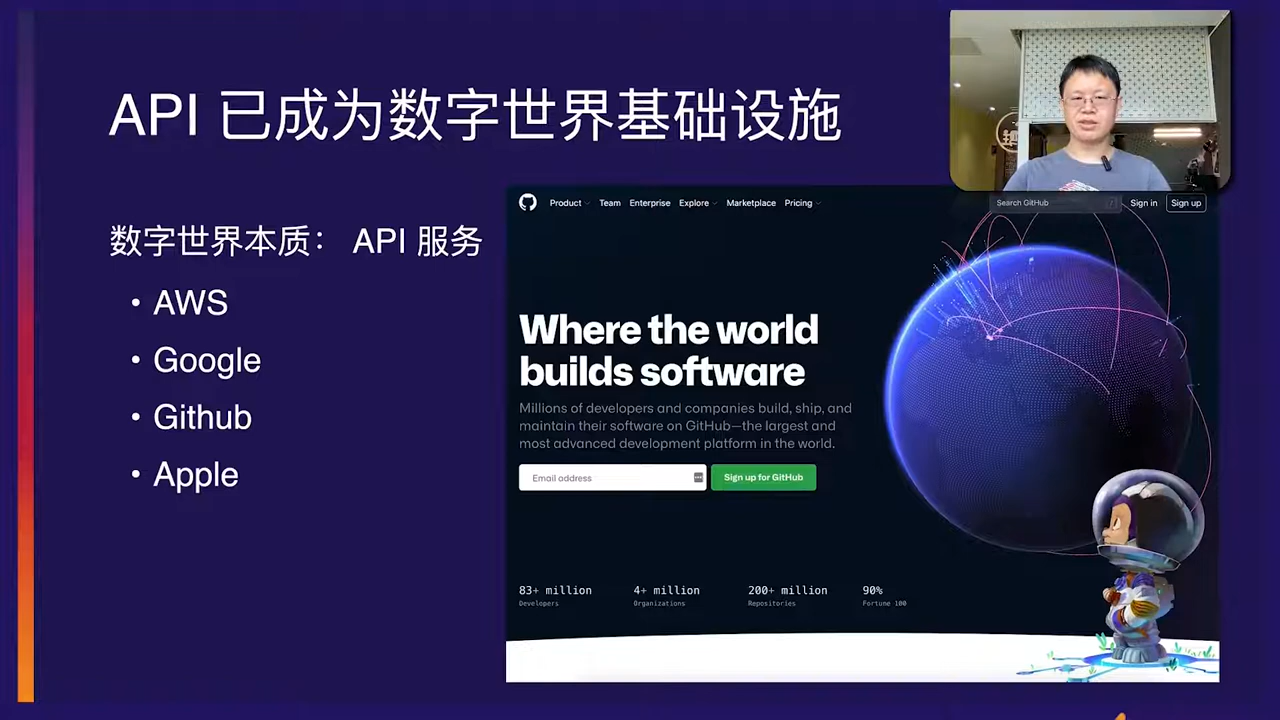 API 已成为数字世界基础设施
数字世界本质： API 服务
• AWS
• Google
• Github
• Apple
Product Team Enterprise Explore Marketplace Pricing
Search GitHub / Sign in Sign up
Where the world
builds software
Millions of developers and companies build, ship, and
maintain their software on GitHub—the largest and
most advanced development platform in the world.
Email address Sign up for GitHub
83+ million 4+ million 200+ million 90%
Developers Organizations Repositories Fortune 100